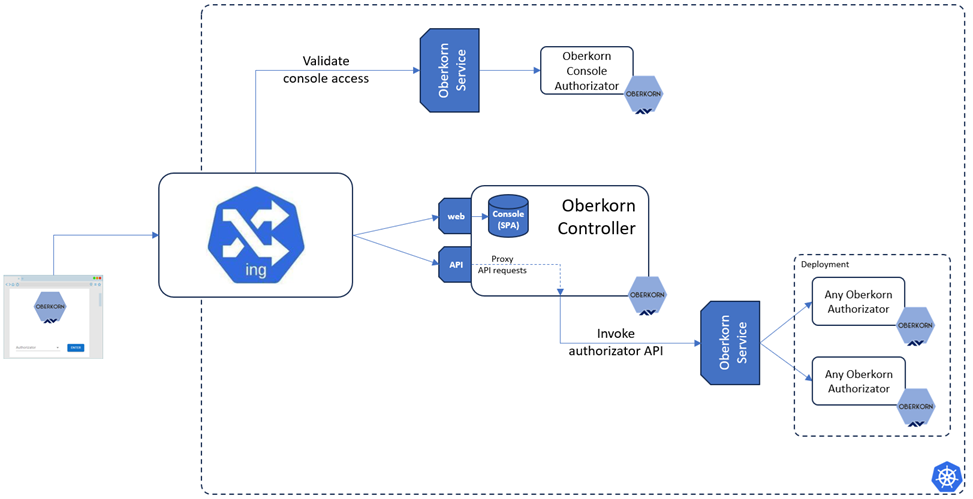 Validate
console access
Oberkorn
Service
Oberkorn
Console
Authorizator
OBERKORN
ing
web
API
Console
(SPA)
Oberkorn
Controller
Proxy
API requests
OBERKORN
OBERKORN
Invoke
authorizator API
Oberkorn
Service
Deployment
Any Oberkorn
Authorizator
OBERKORN
Any Oberkorn
Authorizator
OBERKORN